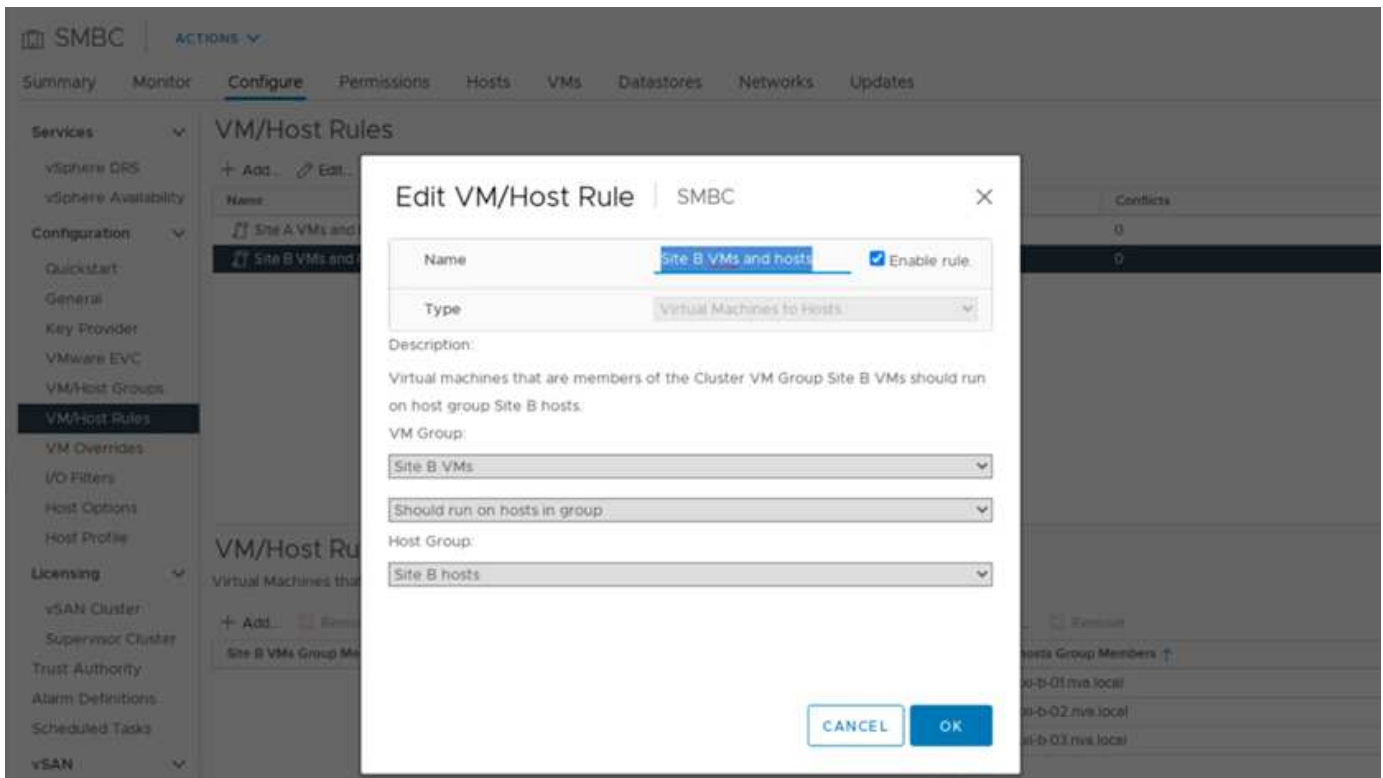 SMBC
ACTIONS
Summary Monitor Configure Permissions Hosts VMs Datastores Networks Updates
Services
vSphere DRS
vSphere Availability
Configuration
Quickstart
General
Key Provider
VMware EVC
VM/Host Groups
VM/Host Rules
VM Overrides
I/O Filters
Host Options
Host Profile
Licensing
vSAN Cluster
Supervisor Cluster
Trust Authority
Alarm Definitions
Scheduled Tasks
vSAN
VM/Host Rules
+ Add... Edit...
Name Conflicts
Site A VMs and 0
Site B VMs and 0
Edit VM/Host Rule SMBC
Name Site B VMs and hosts Enable rule.
Type Virtual Machines to Hosts
Description:
Virtual machines that are members of the Cluster VM Group Site B VMs should run
on host group Site B hosts.
VM Group:
Site B VMs
Should run on hosts in group
Host Group:
Site B hosts
CANCEL OK
VM/Host Ru
Virtual Machines that
+ Add... Remove
Site B VMs Group Me hosts Group Members
xi-b-01.nva.local
xi-b-02.nva.local
xi-b-03.nva.local